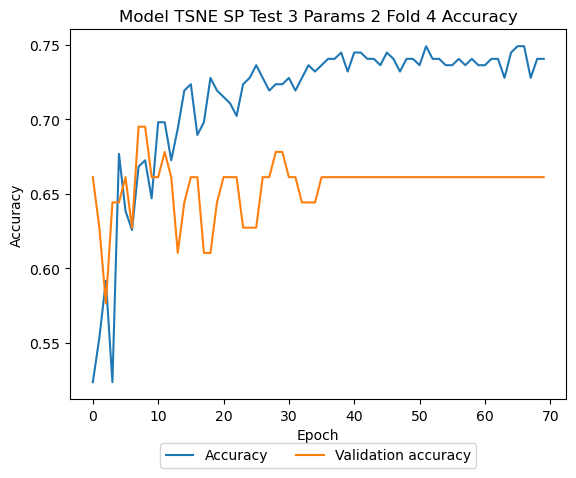 Model TSNE SP Test 3 Params 2 Fold 4 Accuracy
0.75
0.70
0.65
0.60
0.55
Accuracy
0 10 20 30 40 50 60 70
Epoch
Accuracy Validation accuracy